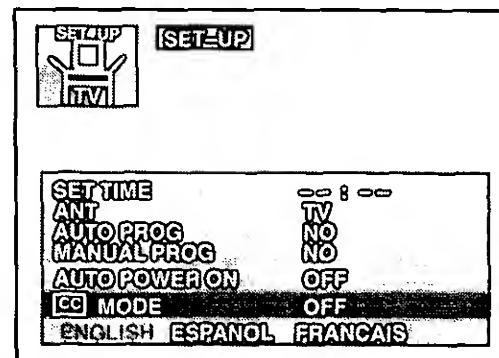 SET-UP
TV
SET-UP
SET TIME -- : --
ANT TV
AUTO PROG NO
MANUAL PROG NO
AUTO POWER ON OFF
CC MODE OFF
ENGLISH ESPANOL FRANCAIS